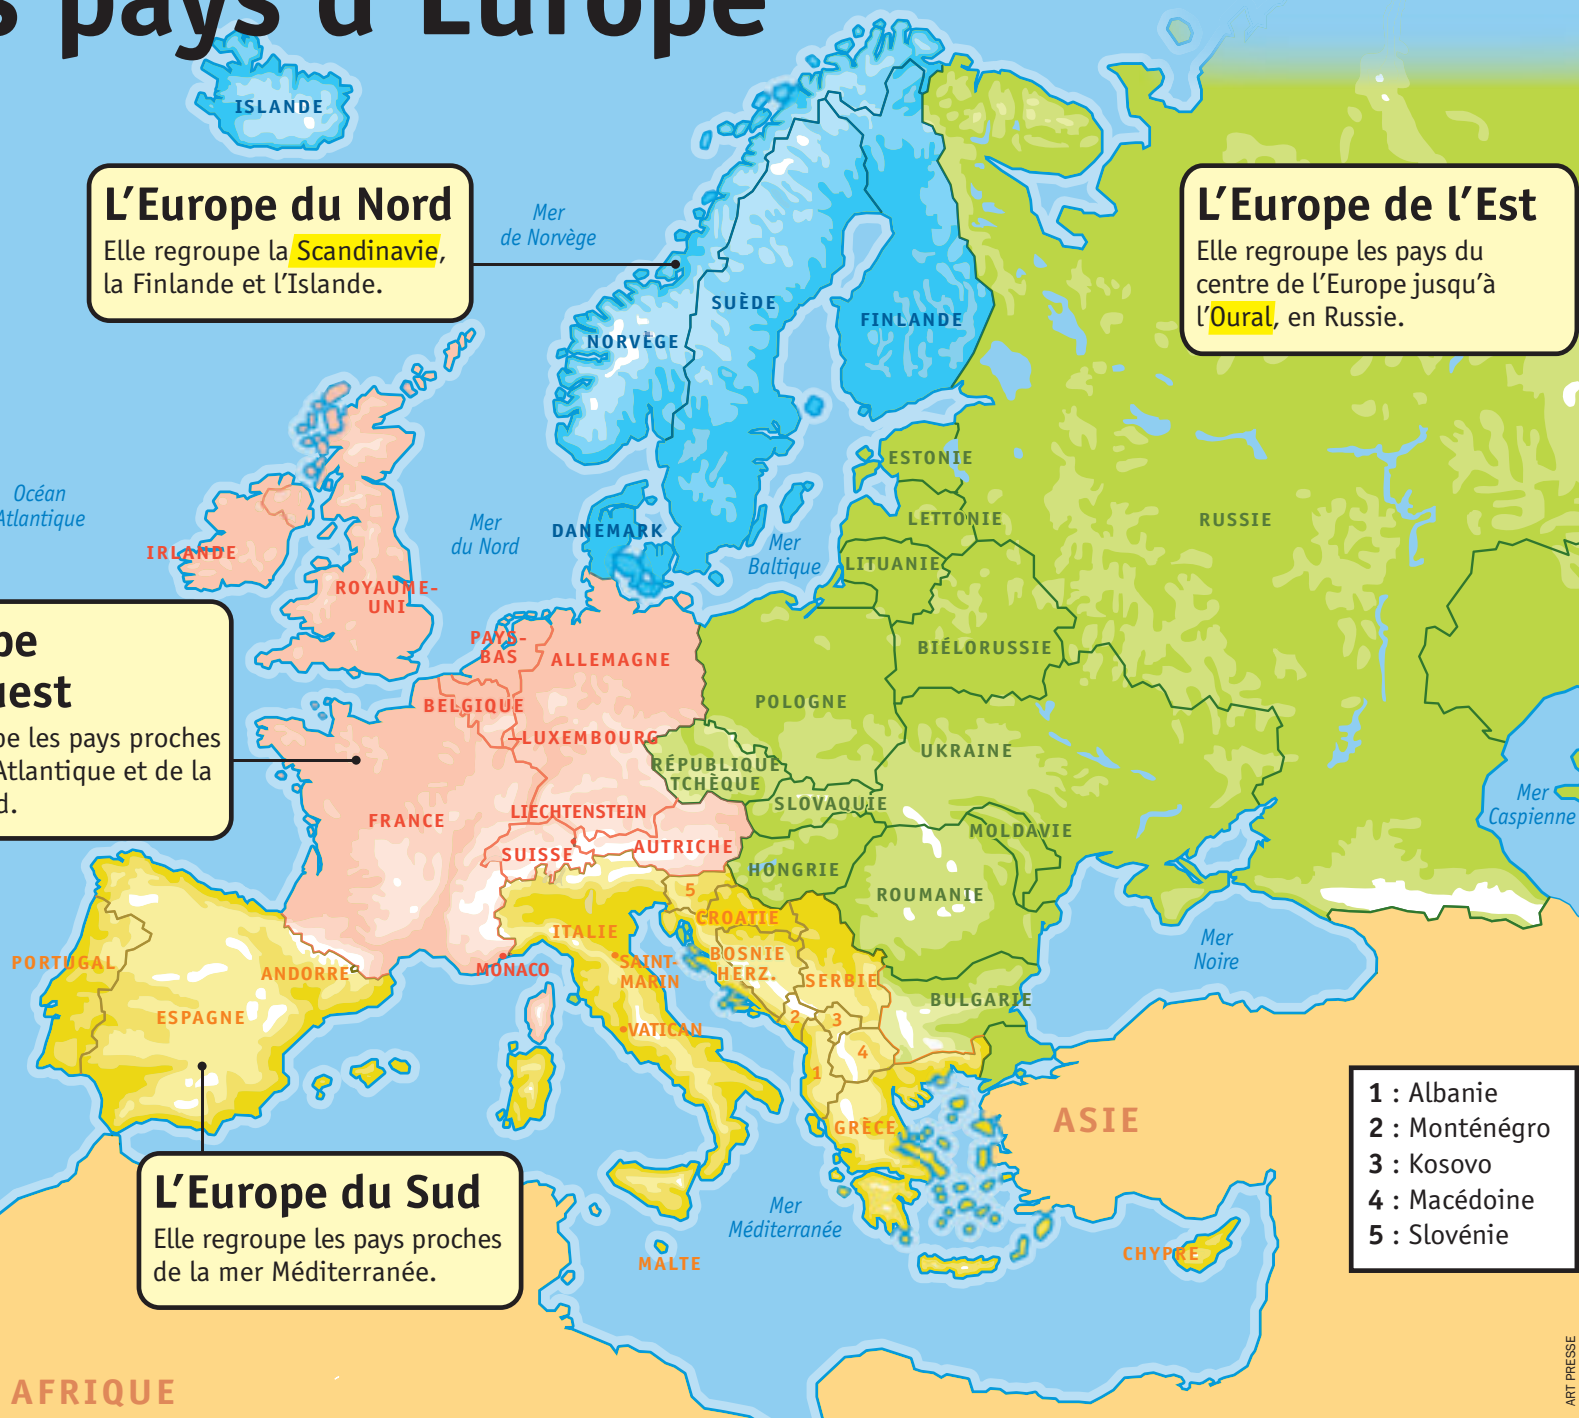 s pays d'Europe
ISLANDE
L'Europe du Nord
Elle regroupe la Scandinavie,
la Finlande et l'Islande.
Mer
de Norvège
L'Europe de l'Est
Elle regroupe les pays du
centre de l'Europe jusqu'à
l'Oural, en Russie.
SUÈDE
FINLANDE
NORVÈGE
ESTONIE
Océan
Atlantique
Mer
du Nord
DANEMARK
LETTONIE
RUSSIE
IRLANDE
Mer
Baltique
LITUANIE
ROYAUME-
UNI
pe
uest
pe les pays proches
Atlantique et de la
d.
PAYS-
BAS
ALLEMAGNE
BIÉLORUSSIE
BELGIQUE
POLOGNE
LUXEMBOURG
UKRAINE
RÉPUBLIQUE
TCHÈQUE
SLOVAQUIE
Mer
Caspienne
FRANCE
LIECHTENSTEIN
MOLDAVIE
SUISSE
AUTRICHE
HONGRIE
ROUMANIE
5
CROATIE
ITALIE
PORTUGAL
ANDORRE
MONACO
SAINT-
MARIN
BOSNIE
HERZ.
SERBIE
Mer
Noire
ESPAGNE
VATICAN
2
3
BULGARIE
4
1
GRÈCE
ASIE
1 : Albanie
2 : Monténégro
3 : Kosovo
4 : Macédoine
5 : Slovénie
L'Europe du Sud
Elle regroupe les pays proches
de la mer Méditerranée.
Mer
Méditerranée
MALTE
CHYPRE
AFRIQUE
ART PRESSE